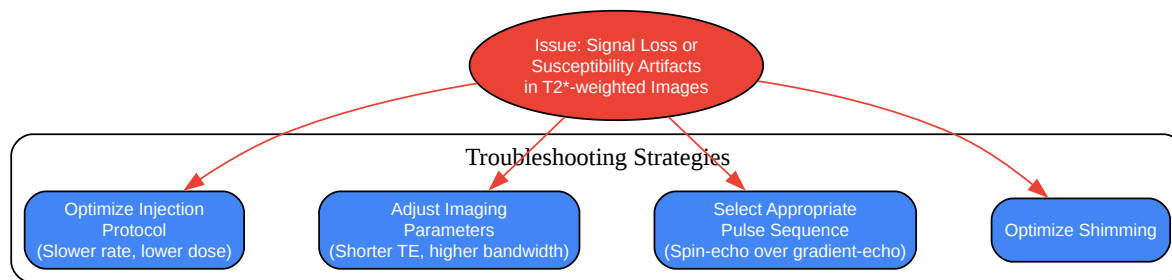 Issue: Signal Loss or
Susceptibility Artifacts
in T2*-weighted Images
Troubleshooting Strategies
Optimize Injection
Protocol
(Slower rate, lower dose)
Adjust Imaging
Parameters
(Shorter TE, higher bandwidth)
Select Appropriate
Pulse Sequence
(Spin-echo over gradient-echo)
Optimize Shimming